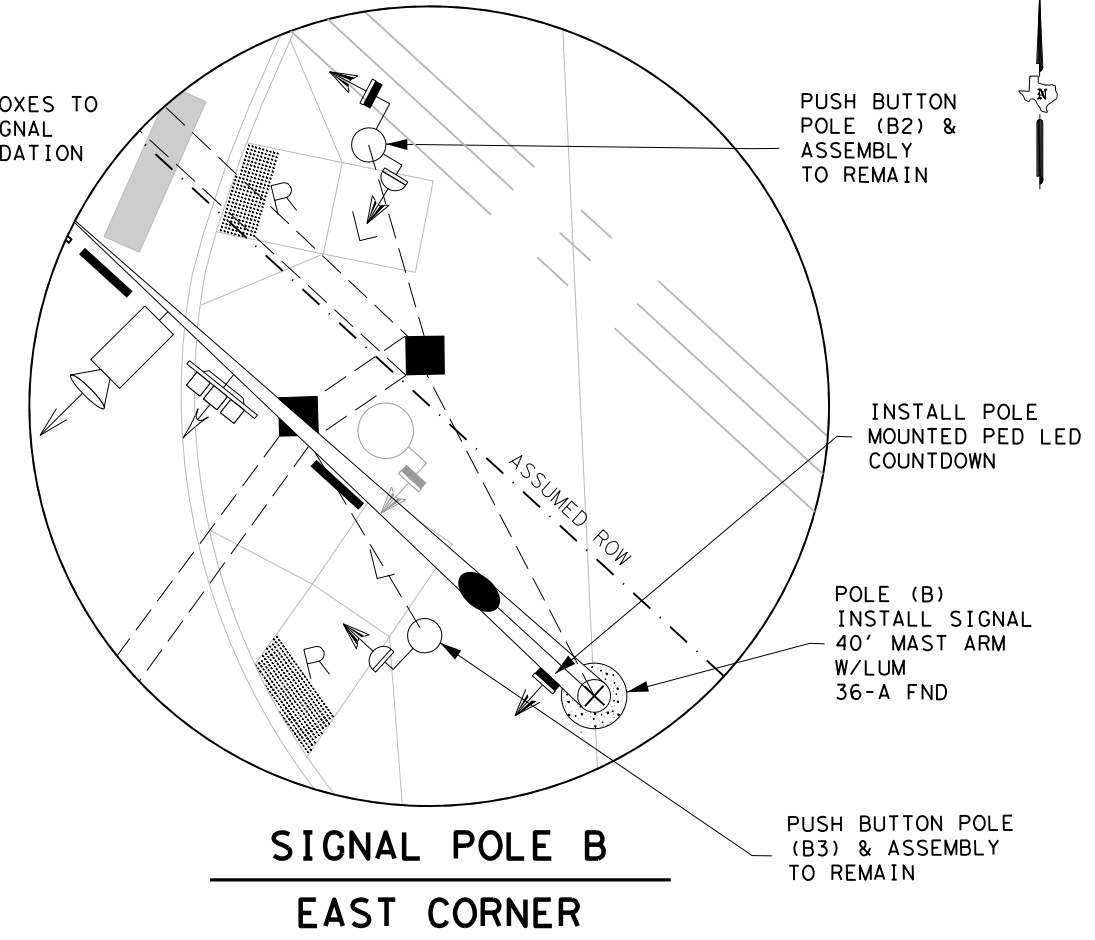 OXES TO
GNAL
DATION
PUSH BUTTON
POLE (B2) &
ASSEMBLY
TO REMAIN
N
R
L
ASSUMED ROW
INSTALL POLE
MOUNTED PED LED
COUNTDOWN
POLE (B)
INSTALL SIGNAL
40' MAST ARM
W/LUM
36-A FND
L
R
PUSH BUTTON POLE
(B3) & ASSEMBLY
TO REMAIN
SIGNAL POLE B
EAST CORNER